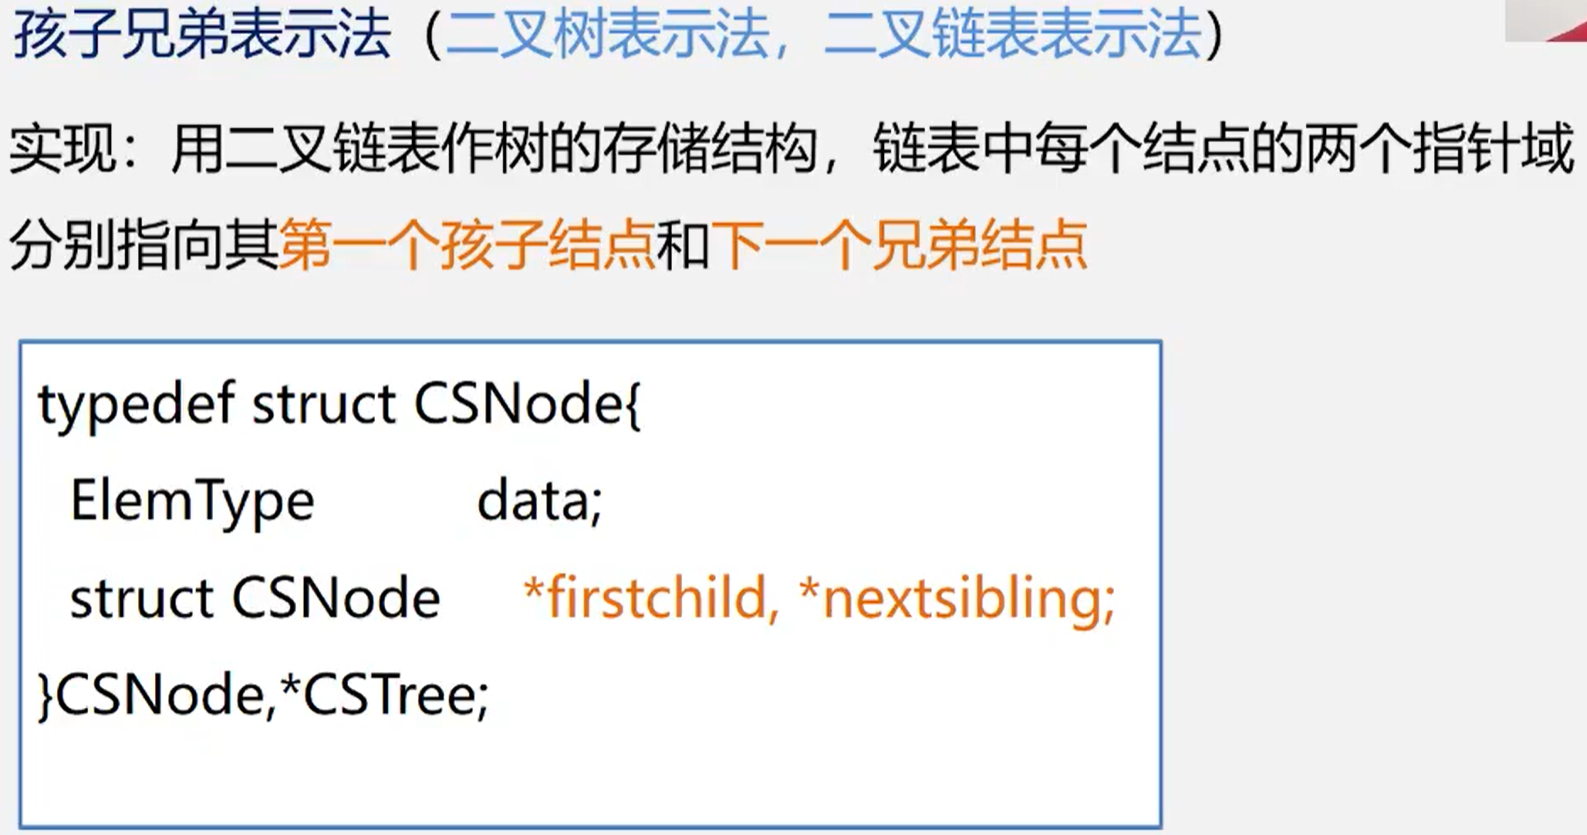 孩子兄弟表示法（二叉树表示法，二叉链表表示法）
实现：用二叉链表作树的存储结构，链表中每个结点的两个指针域
分别指向其第一个孩子结点和下一个兄弟结点
typedef struct CSNode{
ElemType data;
struct CSNode *firstchild, *nextsibling;
}CSNode,*CSTree;